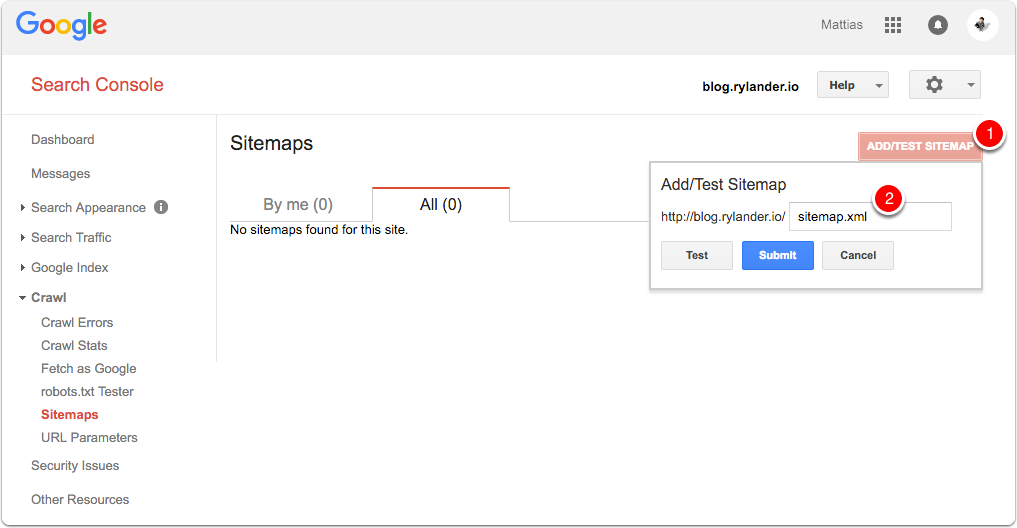 Google
Mattias
Search Console
blog.rylander.io
Help
Dashboard
Messages
Search Appearance
Search Traffic
Google Index
Crawl
Crawl Errors
Crawl Stats
Fetch as Google
robots.txt Tester
Sitemaps
URL Parameters
Security Issues
Other Resources
Sitemaps
ADD/TEST SITEMAP
1
By me (0)
All (0)
No sitemaps found for this site.
Add/Test Sitemap
2
http://blog.rylander.io/ sitemap.xml
Test Submit Cancel